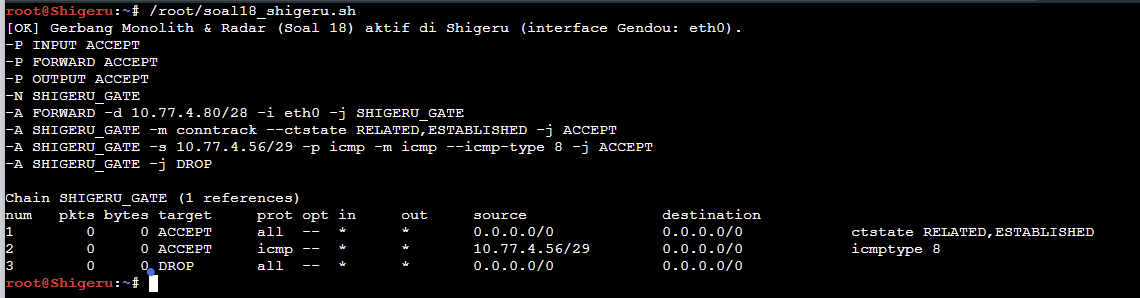 root@Shigeru:~# /root/soal18_shigeru.sh
[OK] Gerbang Monolith & Radar (Soal 18) aktif di Shigeru (interface Gendou: eth0).
-P INPUT ACCEPT
-P FORWARD ACCEPT
-P OUTPUT ACCEPT
-N SHIGERU_GATE
-A FORWARD -d 10.77.4.80/28 -i eth0 -j SHIGERU_GATE
-A SHIGERU_GATE -m conntrack --ctstate RELATED,ESTABLISHED -j ACCEPT
-A SHIGERU_GATE -s 10.77.4.56/29 -p icmp -m icmp --icmp-type 8 -j ACCEPT
-A SHIGERU_GATE -j DROP

Chain SHIGERU_GATE (1 references)
num   pkts bytes target     prot opt in     out     source               destination
1        0     0 ACCEPT     all  --  *      *       0.0.0.0/0            0.0.0.0/0            ctstate RELATED,ESTABLISHED
2        0     0 ACCEPT     icmp --  *      *       10.77.4.56/29        0.0.0.0/0            icmptype 8
3        0     0 DROP       all  --  *      *       0.0.0.0/0            0.0.0.0/0
root@Shigeru:~#